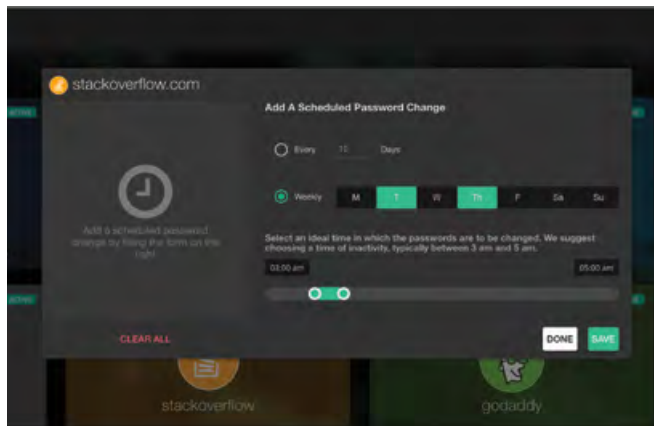 stackoverflow.com
Add A Scheduled Password Change
Every 10 Days
Weekly M T W Th F Sa Su
Add a scheduled password
change by filling the form on the
right
Select an ideal time in which the passwords are to be changed. We suggest
choosing a time of inactivity, typically between 3 am and 5 am.
03:00 am 05:00 am
CLEAR ALL
DONE SAVE
stackoverflow godaddy